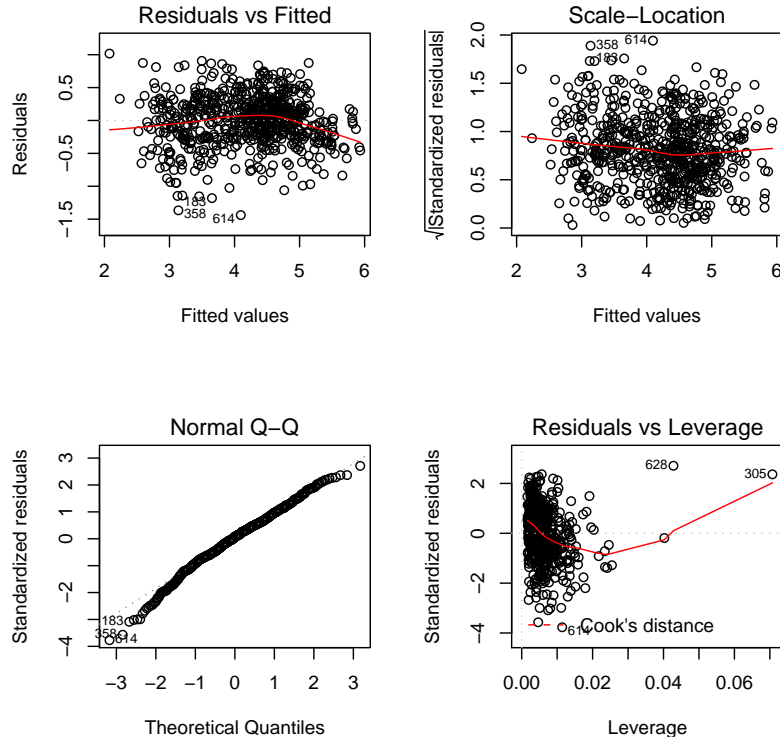 Residuals vs Fitted
Residuals
0.5
−0.5
−1.5
183
358
614
2 3 4 5 6
Fitted values
Scale−Location
√|Standardized residuals|
2.0
1.5
1.0
0.5
0.0
358
614
183
2 3 4 5 6
Fitted values
Normal Q−Q
Standardized residuals
3
2
1
0
−2
−4
183
358
614
−3 −2 −1 0 1 2 3
Theoretical Quantiles
Residuals vs Leverage
Standardized residuals
2
0
−2
−4
628
305
614
Cook's distance
0.00 0.02 0.04 0.06
Leverage